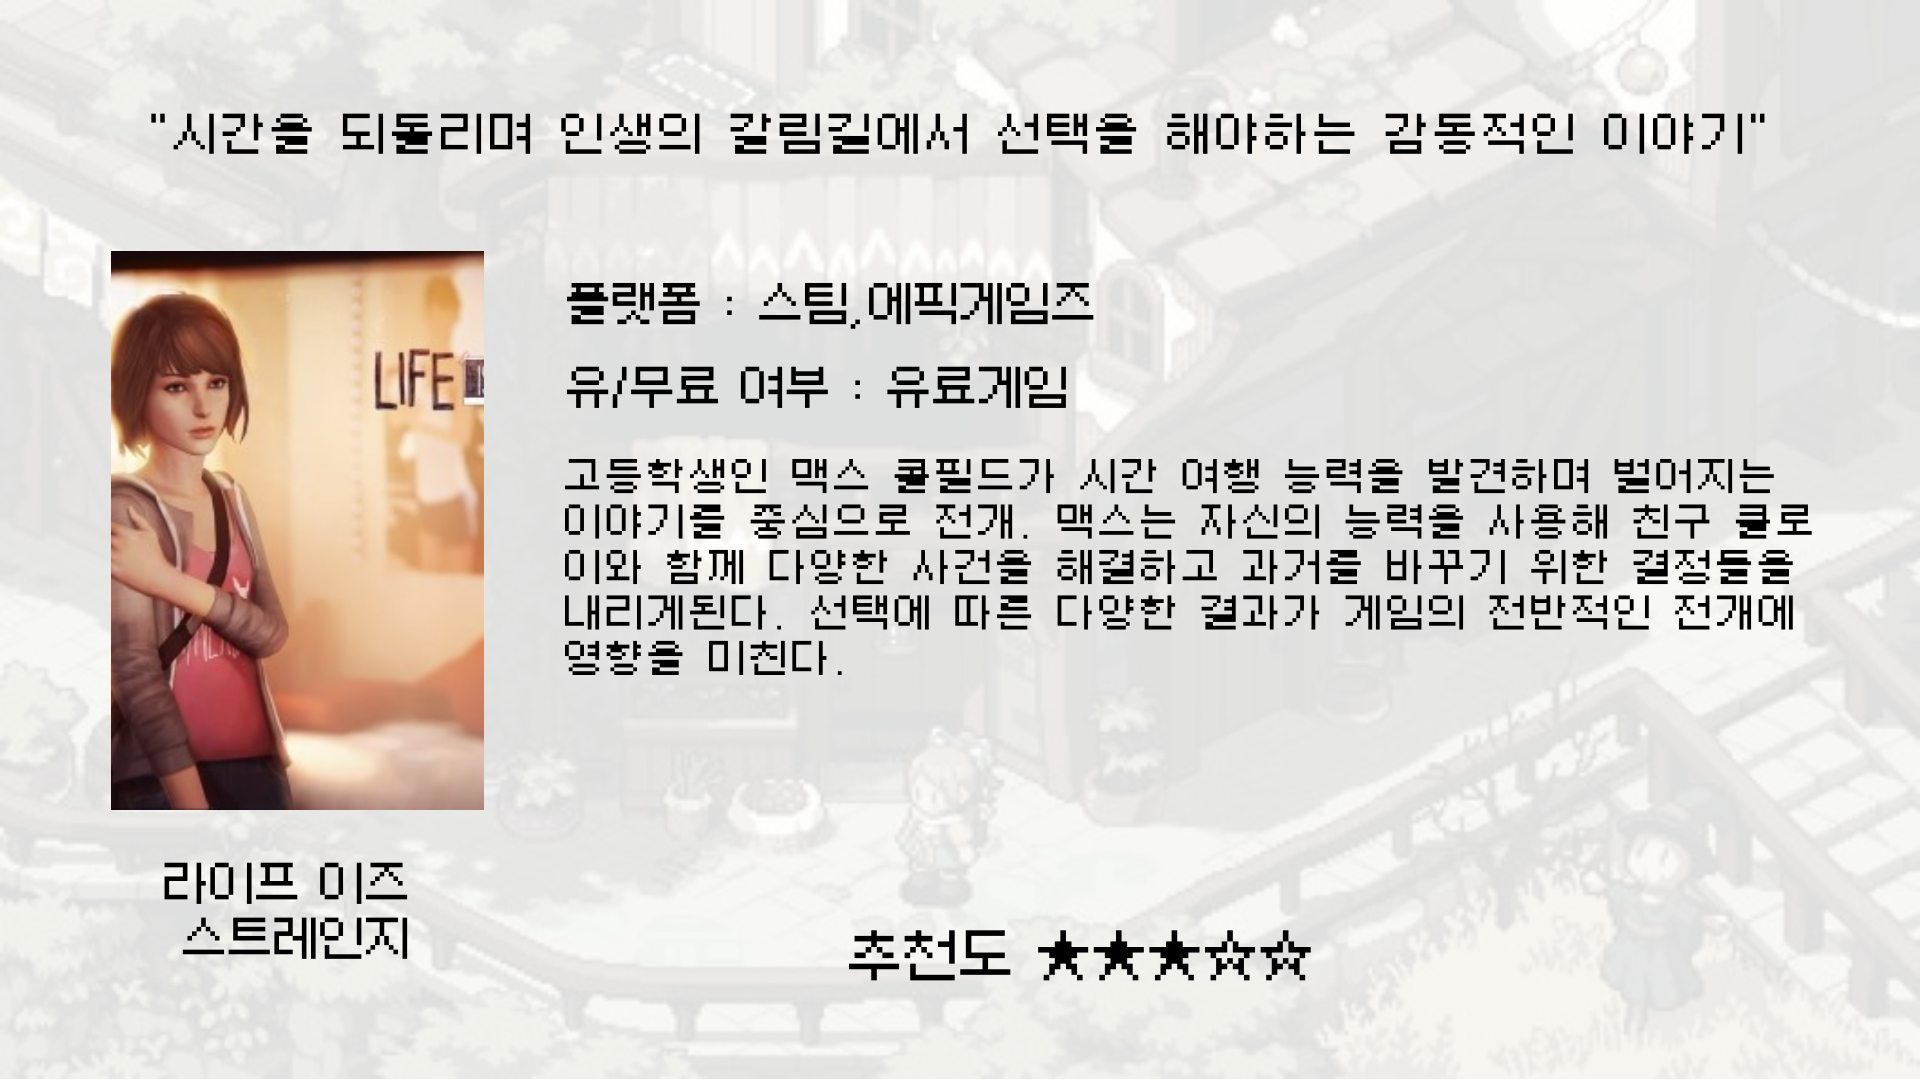 "시간을 되돌리며 인생의 갈림길에서 선택을 해야하는 감동적인 이야기"
LIFE
플랫폼 : 스팀,에픽게임즈
유/무료 여부 : 유료게임
고등학생인 맥스 콜필드가 시간 여행 능력을 발견하며 벌어지는
이야기를 중심으로 전개. 맥스는 자신의 능력을 사용해 친구 클로
이와 함께 다양한 사건을 해결하고 과거를 바꾸기 위한 결정들을
내리게된다. 선택에 따른 다양한 결과가 게임의 전반적인 전개에
영향을 미친다.
라이프 이즈
스트레인지
추천도 ★★★☆☆